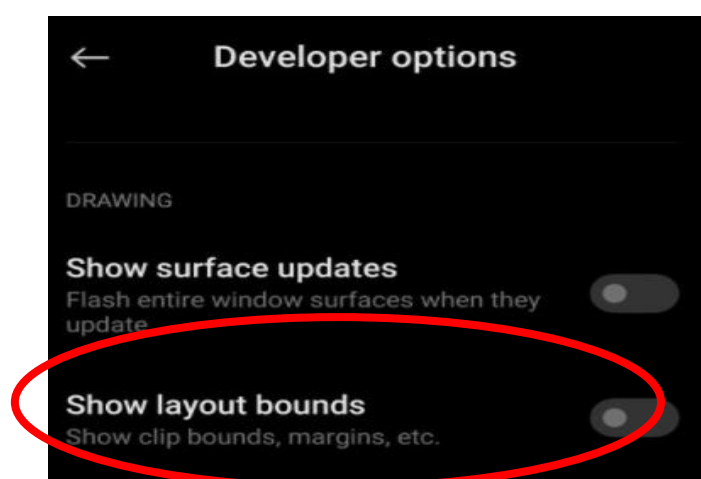 Developer options
DRAWING
Show surface updates
Flash entire window surfaces when they
update
Show layout bounds
Show clip bounds, margins, etc.